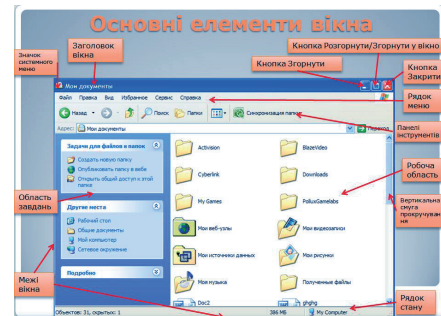 Основні елементи вікна
Заголовок
вікна
Кнопка Розгорнути/Згорнути у вікно
Кнопка Згорнути
Кнопка
Закрити
Значок
системного
меню
Рядок
меню
Панелі
інструментів
Робоча
область
Вертикальна
смуга
прокручуван
ня
Область
завдань
Межі
вікна
Рядок
стану
Мои документы
Файл Правка Вид Избранное Сервис Справка
Назад Поиск Папки Синхронизация папки
Адрес: Мои документы Переход
Задачи для файлов и папок
Создать новую папку
Опубликовать папку в вебе
Открыть общий доступ к этой
папке
Другие места
Рабочий стол
Общие документы
Мой компьютер
Сетевое окружение
Подробно
Activision BlazeVideo
Cyberlink Downloads
My Games PolluxGamelabs
Мои веб-узлы Мои видеозаписи
Мои источники данных Мои рисунки
Моя музыка Полученные файлы
Doc2 ghghg
Объектов: 31, скрытых: 1 386 МБ My Computer